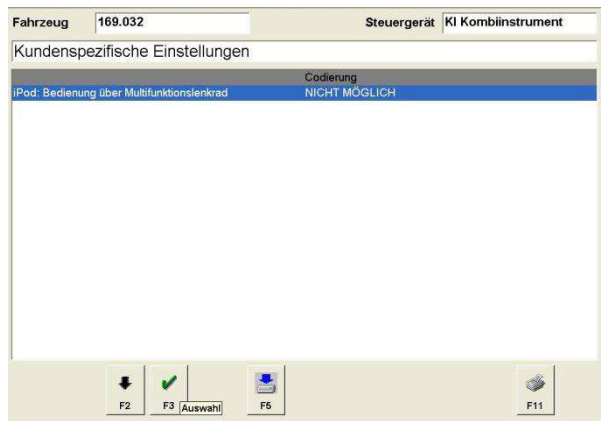 Fahrzeug 169.032 Steuergerät KI Kombiinstrument
Kundenspezifische Einstellungen
Codierung
iPod: Bedienung über Multifunktionslenkrad NICHT MÖGLICH
F2 F3 Auswahl F5 F11